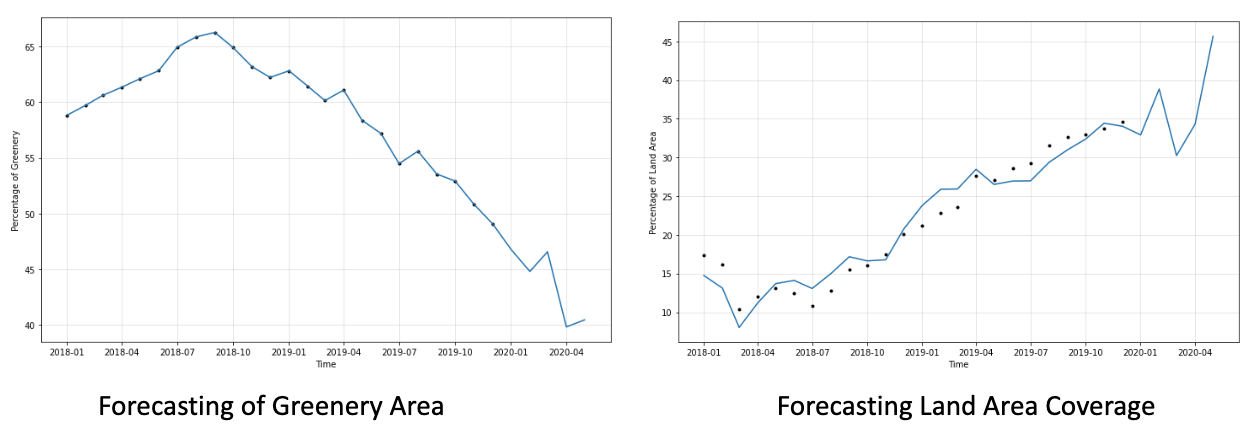 65
60
55
50
45
40
Percentage of Greenery
2018-01 2018-04 2018-07 2018-10 2019-01 2019-04 2019-07 2019-10 2020-01 2020-04
Time
Forecasting of Greenery Area
45
40
35
30
25
20
15
10
Percentage of Land Area
2018-01 2018-04 2018-07 2018-10 2019-01 2019-04 2019-07 2019-10 2020-01 2020-04
Time
Forecasting Land Area Coverage